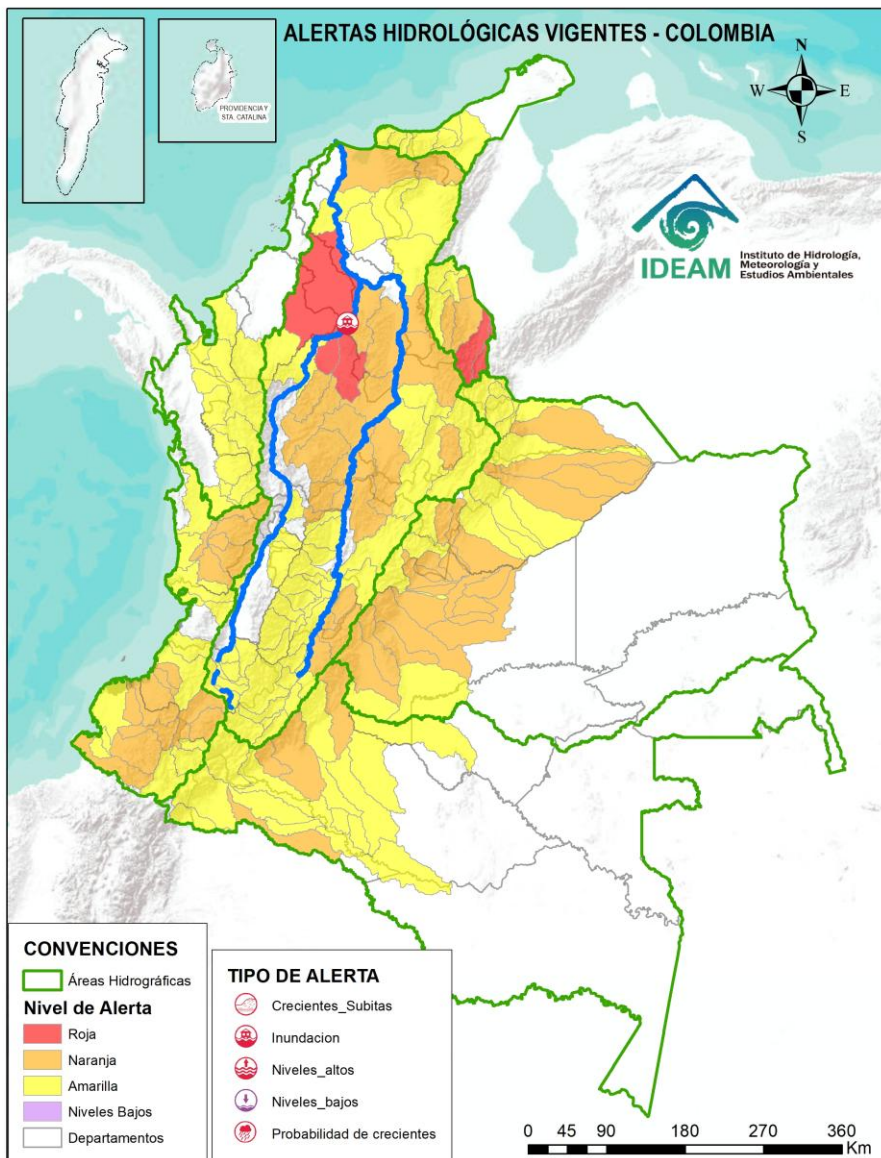 ALERTAS HIDROLÓGICAS VIGENTES - COLOMBIA
PROVIDENCIA Y
STA. CATALINA
N
W
E
S
IDEAM
Instituto de Hidrología,
Meteorología y
Estudios Ambientales
CONVENCIONES
Áreas Hidrográficas
Nivel de Alerta
Roja
Naranja
Amarilla
Niveles Bajos
Departamentos
TIPO DE ALERTA
Crecientes_Subitas
Inundacion
Niveles_altos
Niveles_bajos
Probabilidad de crecientes
0 45 90 180 270 360
Km